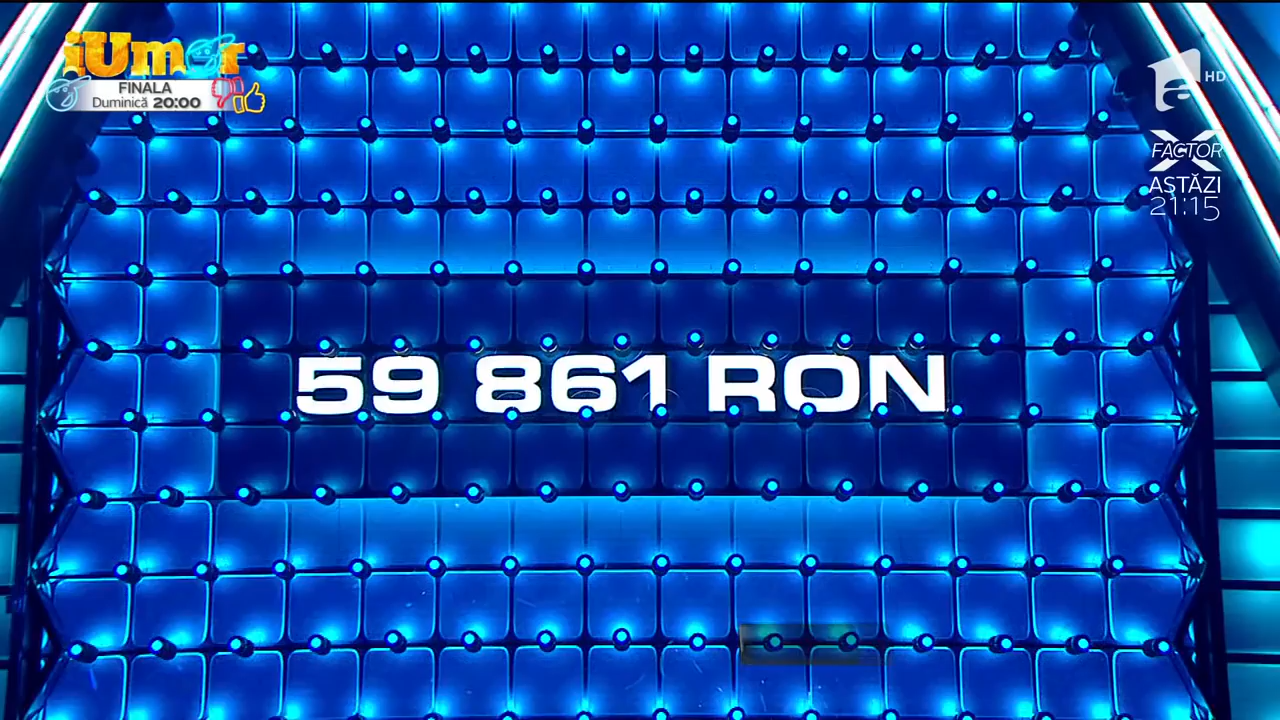 iUmor
FINALA
Duminică 20:00
HD
X FACTOR
ASTĂZI
21:15
59 861 RON